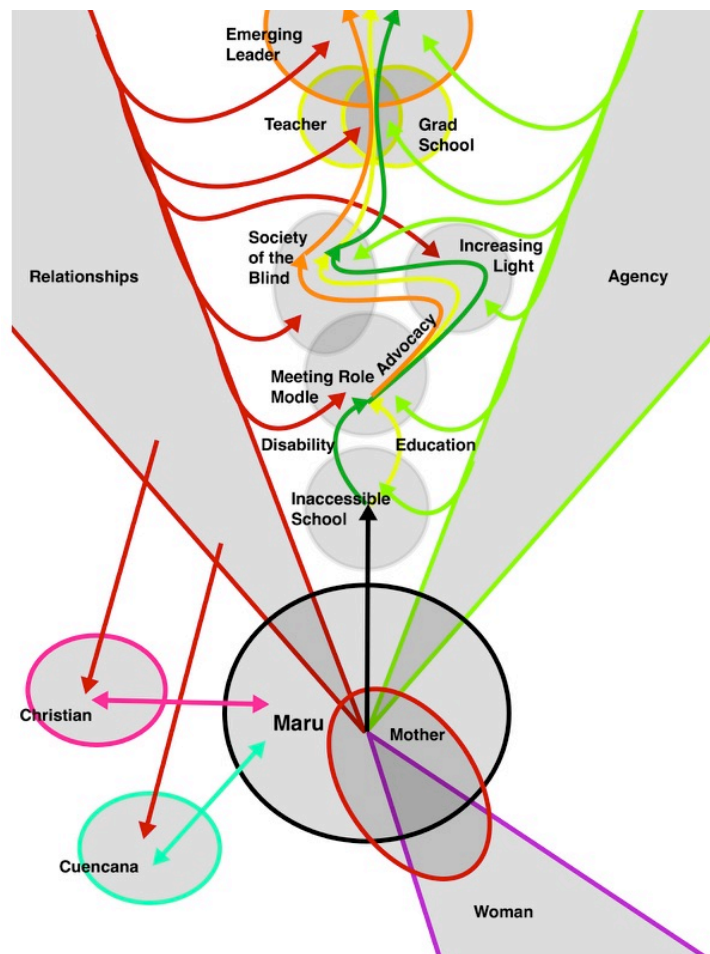 Emerging
Leader
Teacher
Grad
School
Society
of the
Blind
Increasing
Light
Relationships
Agency
Advocacy
Meeting Role
Modle
Disability
Education
Inaccessible
School
Christian
Maru
Mother
Cuencana
Woman